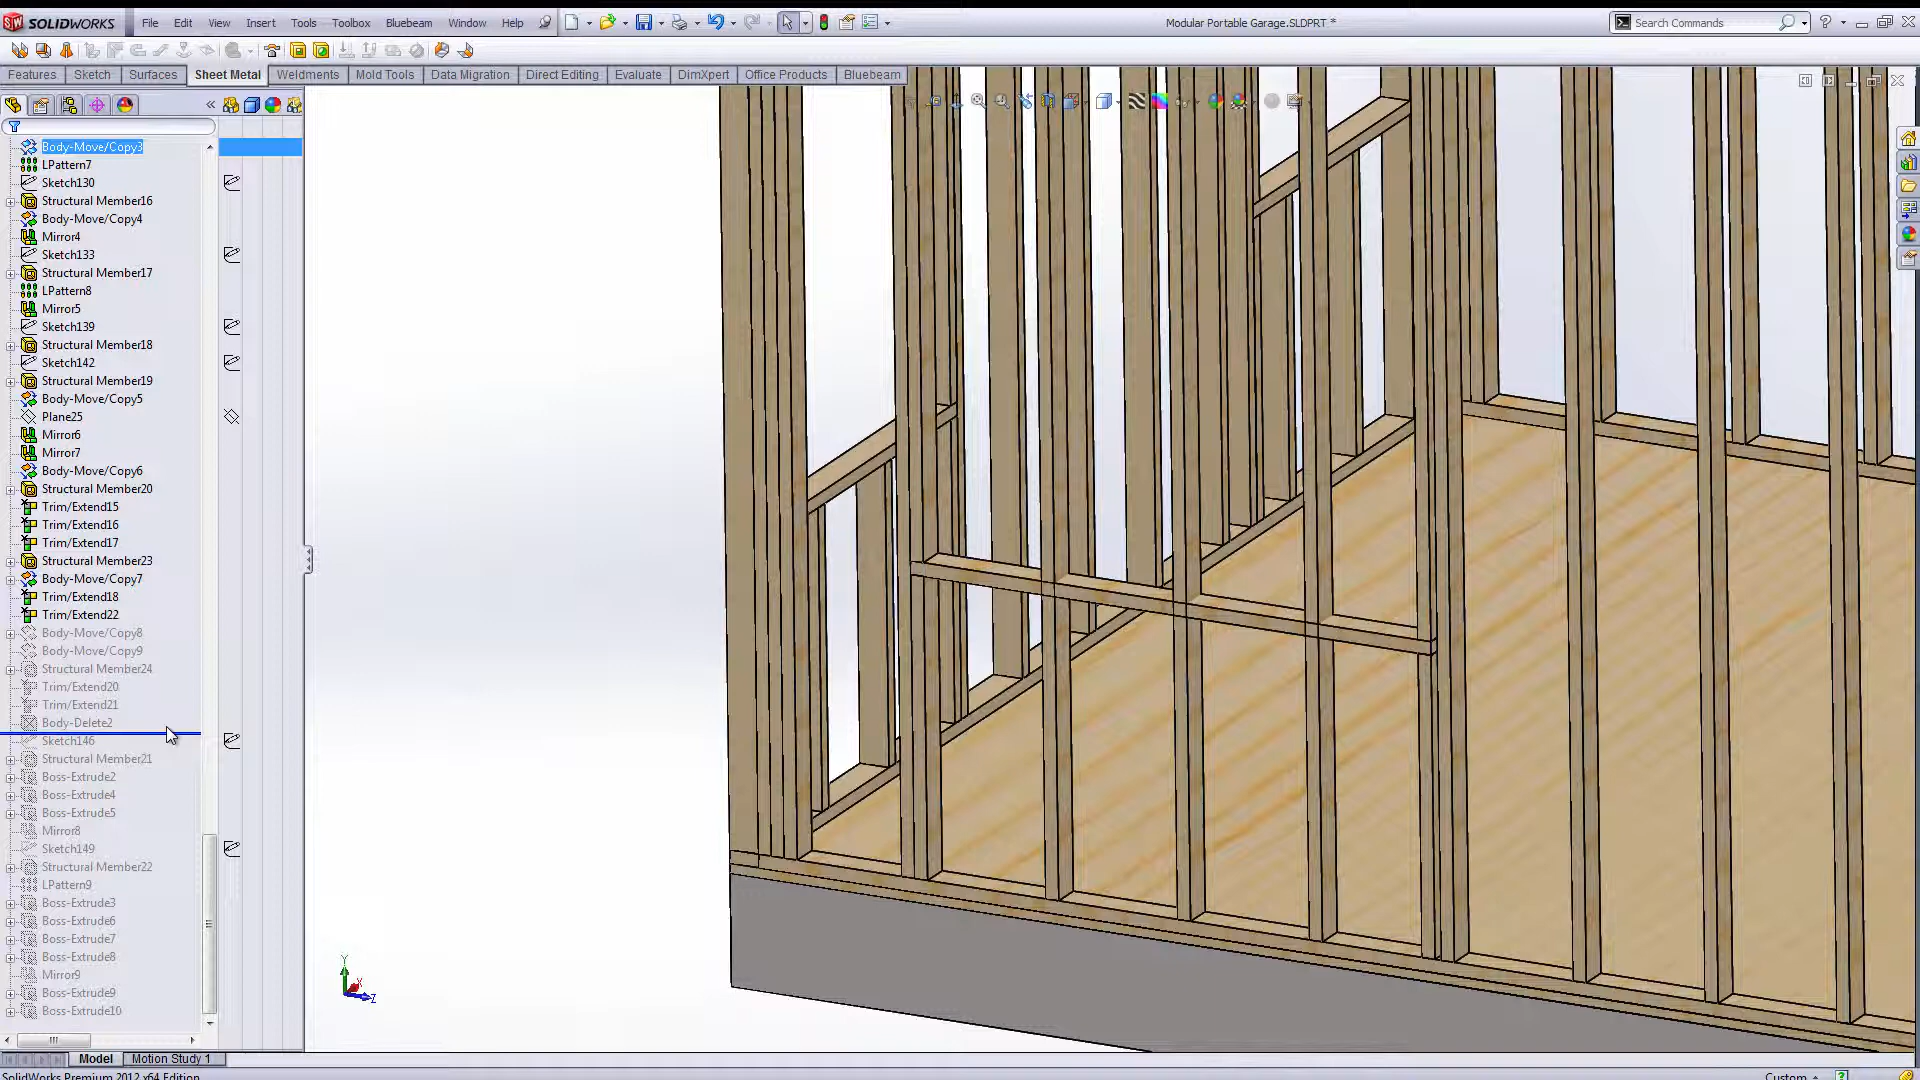 SOLIDWORKS File Edit View Insert Tools Toolbox Bluebeam Window Help Modular Portable Garage.SLDPRT * Search Commands
Features Sketch Surfaces Sheet Metal Weldments Mold Tools Data Migration Direct Editing Evaluate DimXpert Office Products Bluebeam
Body-Move/Copy3
LPattern7
Sketch130
Structural Member16
Body-Move/Copy4
Mirror4
Sketch133
Structural Member17
LPattern8
Mirror5
Sketch139
Structural Member18
Sketch142
Structural Member19
Body-Move/Copy5
Plane25
Mirror6
Mirror7
Body-Move/Copy6
Structural Member20
Trim/Extend15
Trim/Extend16
Trim/Extend17
Structural Member23
Body-Move/Copy7
Trim/Extend18
Trim/Extend22
Body-Move/Copy8
Body-Move/Copy9
Structural Member24
Trim/Extend20
Trim/Extend21
Body-Delete2
Sketch146
Structural Member21
Boss-Extrude2
Boss-Extrude4
Boss-Extrude5
Mirror8
Sketch149
Structural Member22
LPattern9
Boss-Extrude3
Boss-Extrude6
Boss-Extrude7
Boss-Extrude8
Mirror9
Boss-Extrude9
Boss-Extrude10
Y
X
Z
Model Motion Study 1
SolidWorks Premium 2012 x64 Edition Custom